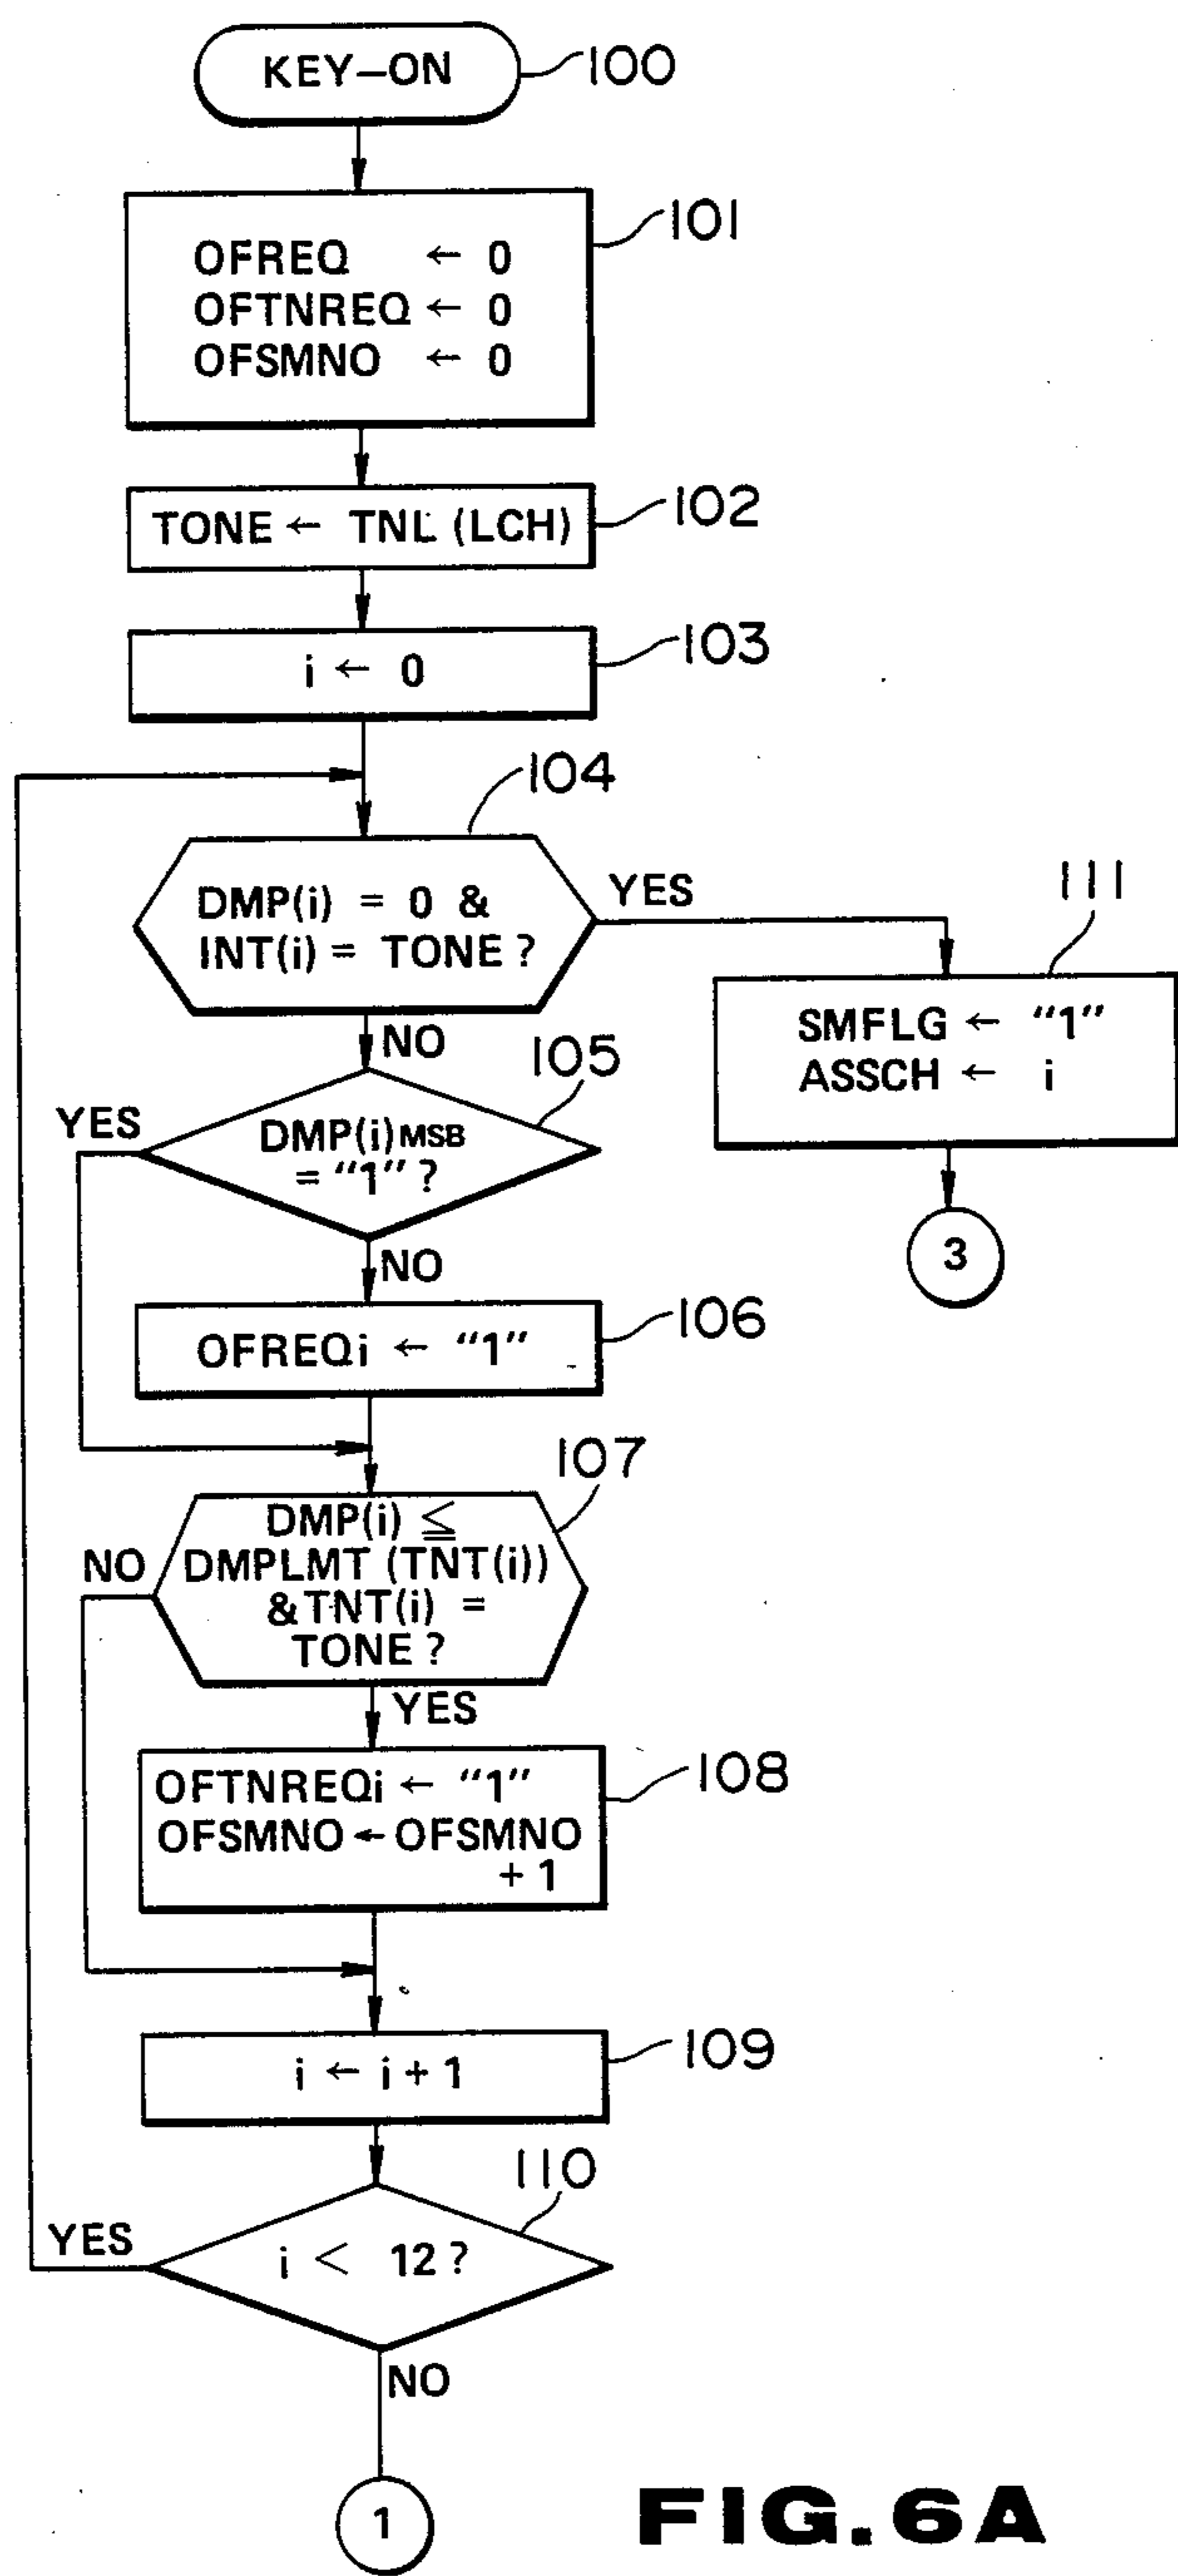 KEY-ON
100
101
OFREQ ← 0
OFTNREQ ← 0
OFSMNO ← 0
TONE ← TNL (LCH)
102
i ← 0
103
104
DMP(i) = 0 &
INT(i) = TONE ?
YES
111
SMFLG ← "1"
ASSCH ← i
3
NO
105
YES
DMP(i)MSB
= "1" ?
NO
OFREQi ← "1"
106
107
DMP(i) ≦
DMPLMT (TNT(i))
&TNT(i) =
TONE ?
NO
YES
108
OFTNREQi ← "1"
OFSMNO ← OFSMNO
+ 1
i ← i + 1
109
110
YES
i < 12 ?
NO
1
FIG. 6A